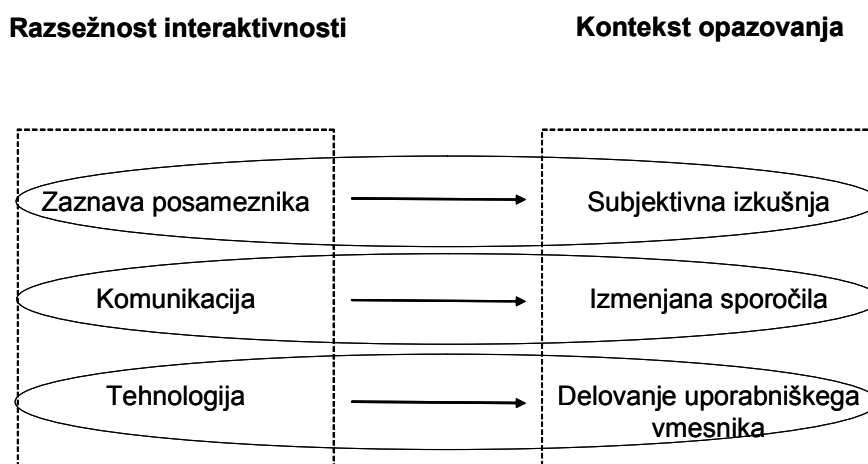 Razsežnost interaktivnosti
Kontekst opazovanja
Zaznava posameznika
Subjektivna izkušnja
Komunikacija
Izmenjana sporočila
Tehnologija
Delovanje uporabniškega
vmesnika